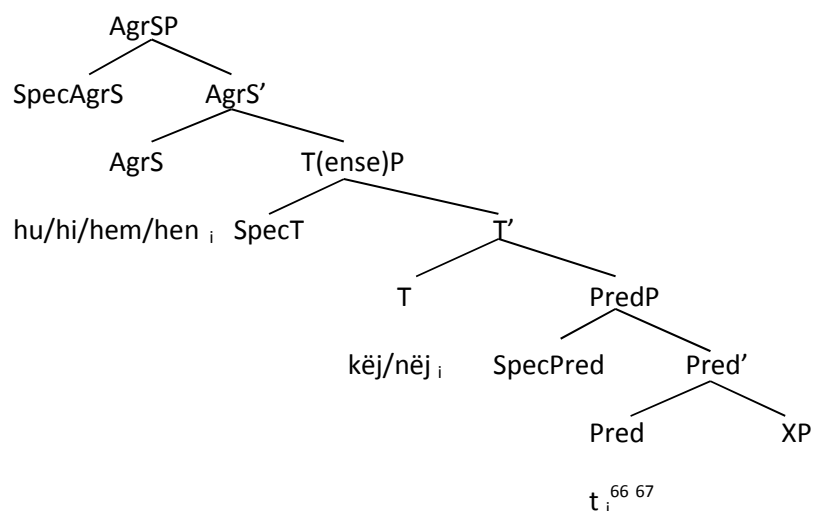 AgrSP
SpecAgrS AgrS’
AgrS T(ense)P
hu/hi/hem/hen i SpecT T’
T PredP
këj/nëj i SpecPred Pred’
Pred XP
t i 66 67